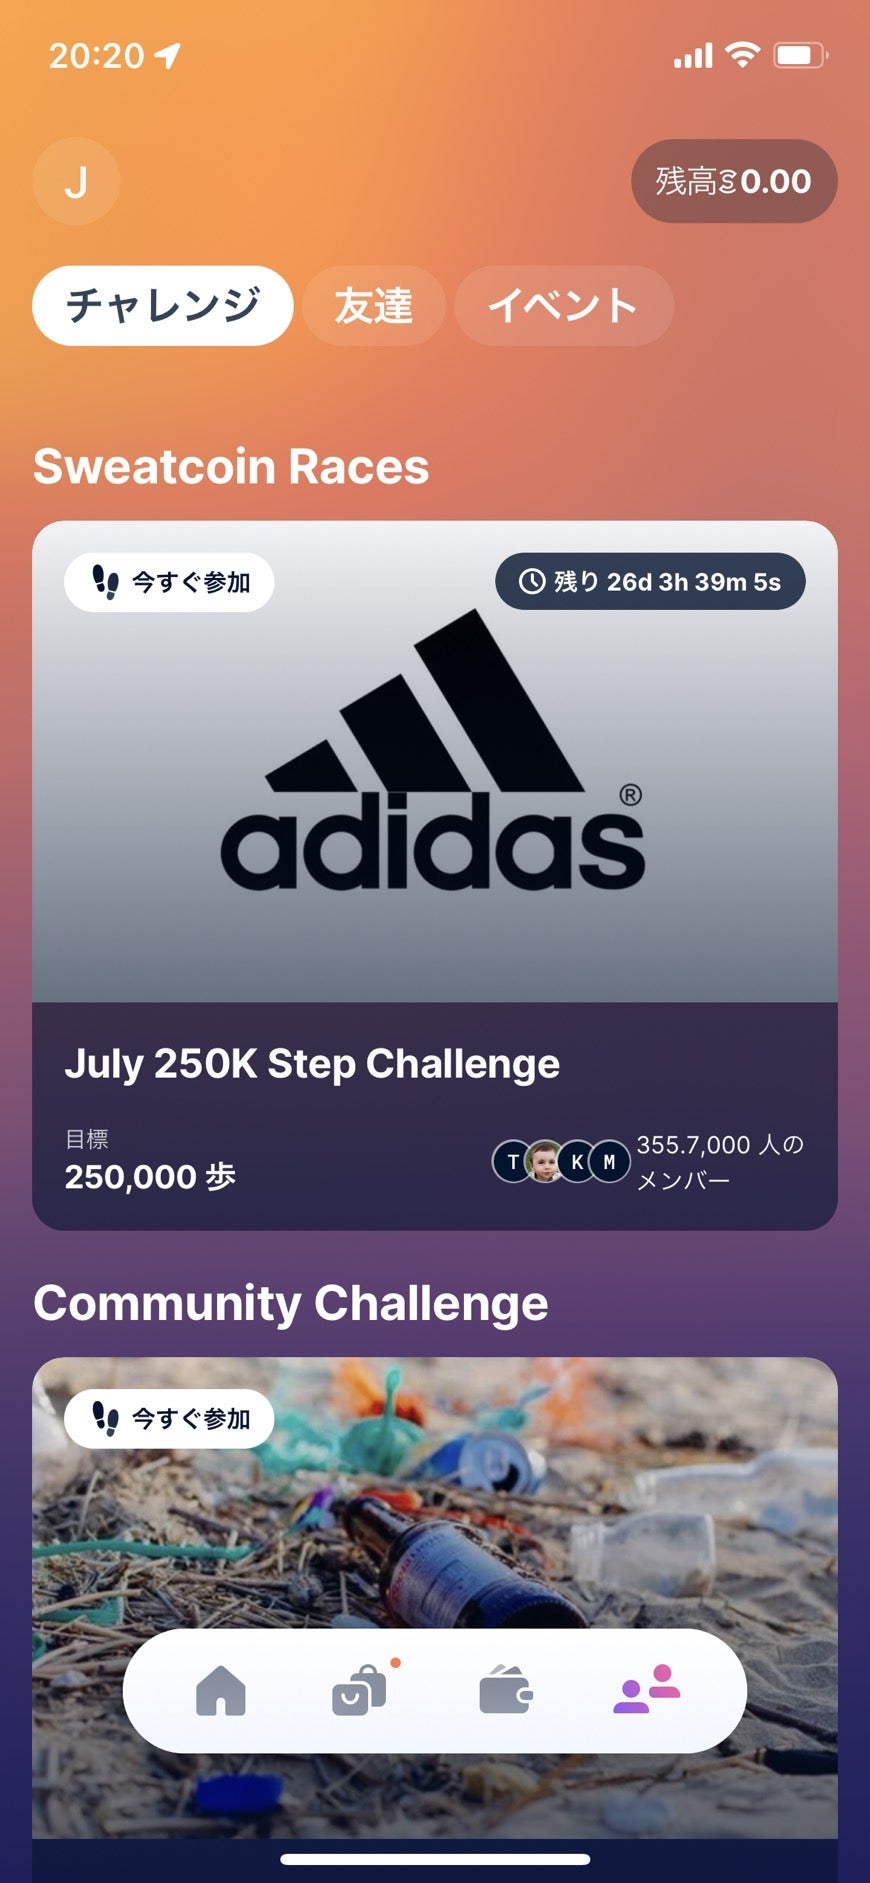 20:20
J
残高 0.00
チャレンジ 友達 イベント
Sweatcoin Races
今すぐ参加
残り 26d 3h 39m 5s
adidas®
July 250K Step Challenge
目標
250,000 歩
T K M
355.7,000 人の
メンバー
Community Challenge
今すぐ参加